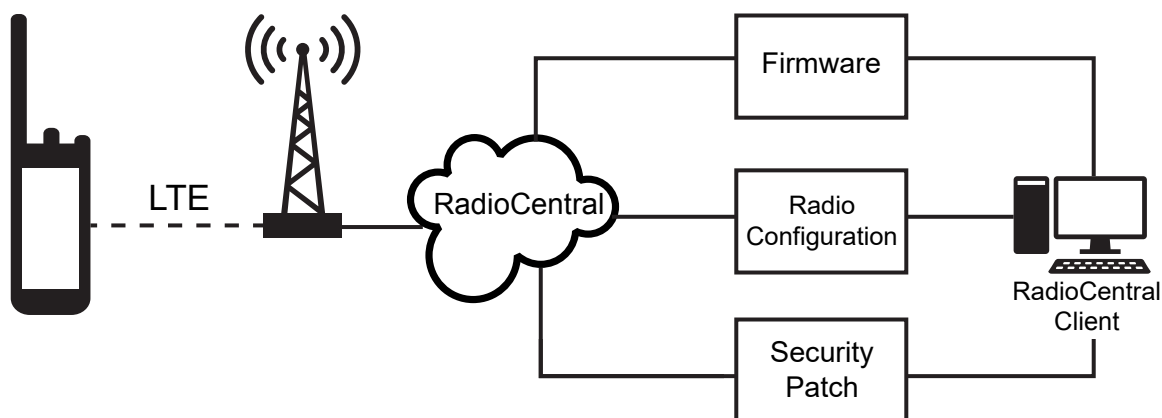 LTE
RadioCentral
Firmware
Radio
Configuration
Security
Patch
RadioCentral
Client